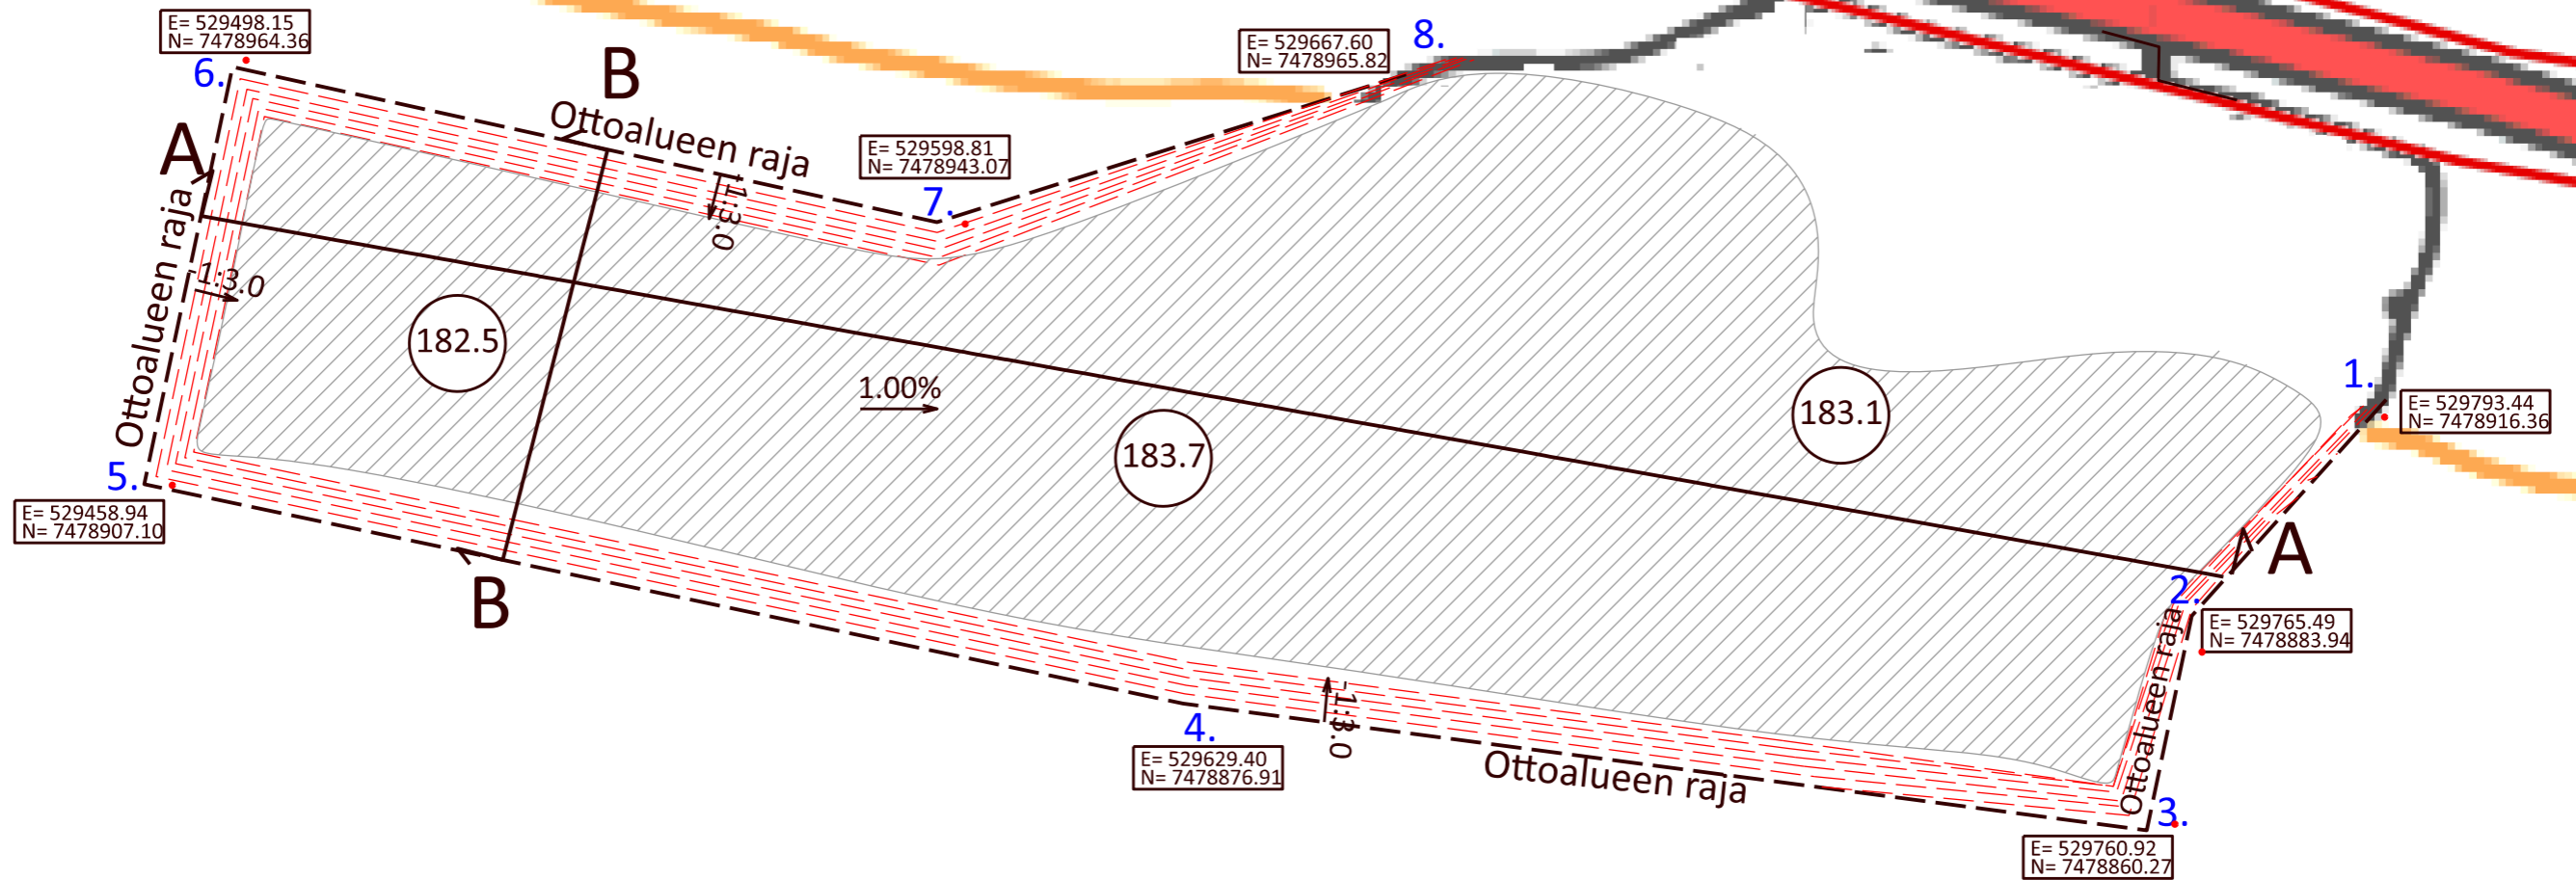 E= 529498.15
N= 7478964.36
6.
B
Ottoalueen raja
E= 529667.60
N= 7478965.82
8.
A
E= 529598.81
N= 7478943.07
7.
1:3.0
Ottoalueen raja
1:3.0
182.5
1.00%
183.7
183.1
1.
E= 529793.44
N= 7478916.36
5.
E= 529458.94
N= 7478907.10
B
A
2.
E= 529765.49
N= 7478883.94
Ottoalueen raja
1:3.0
4.
E= 529629.40
N= 7478876.91
Ottoalueen raja
3.
E= 529760.92
N= 7478860.27